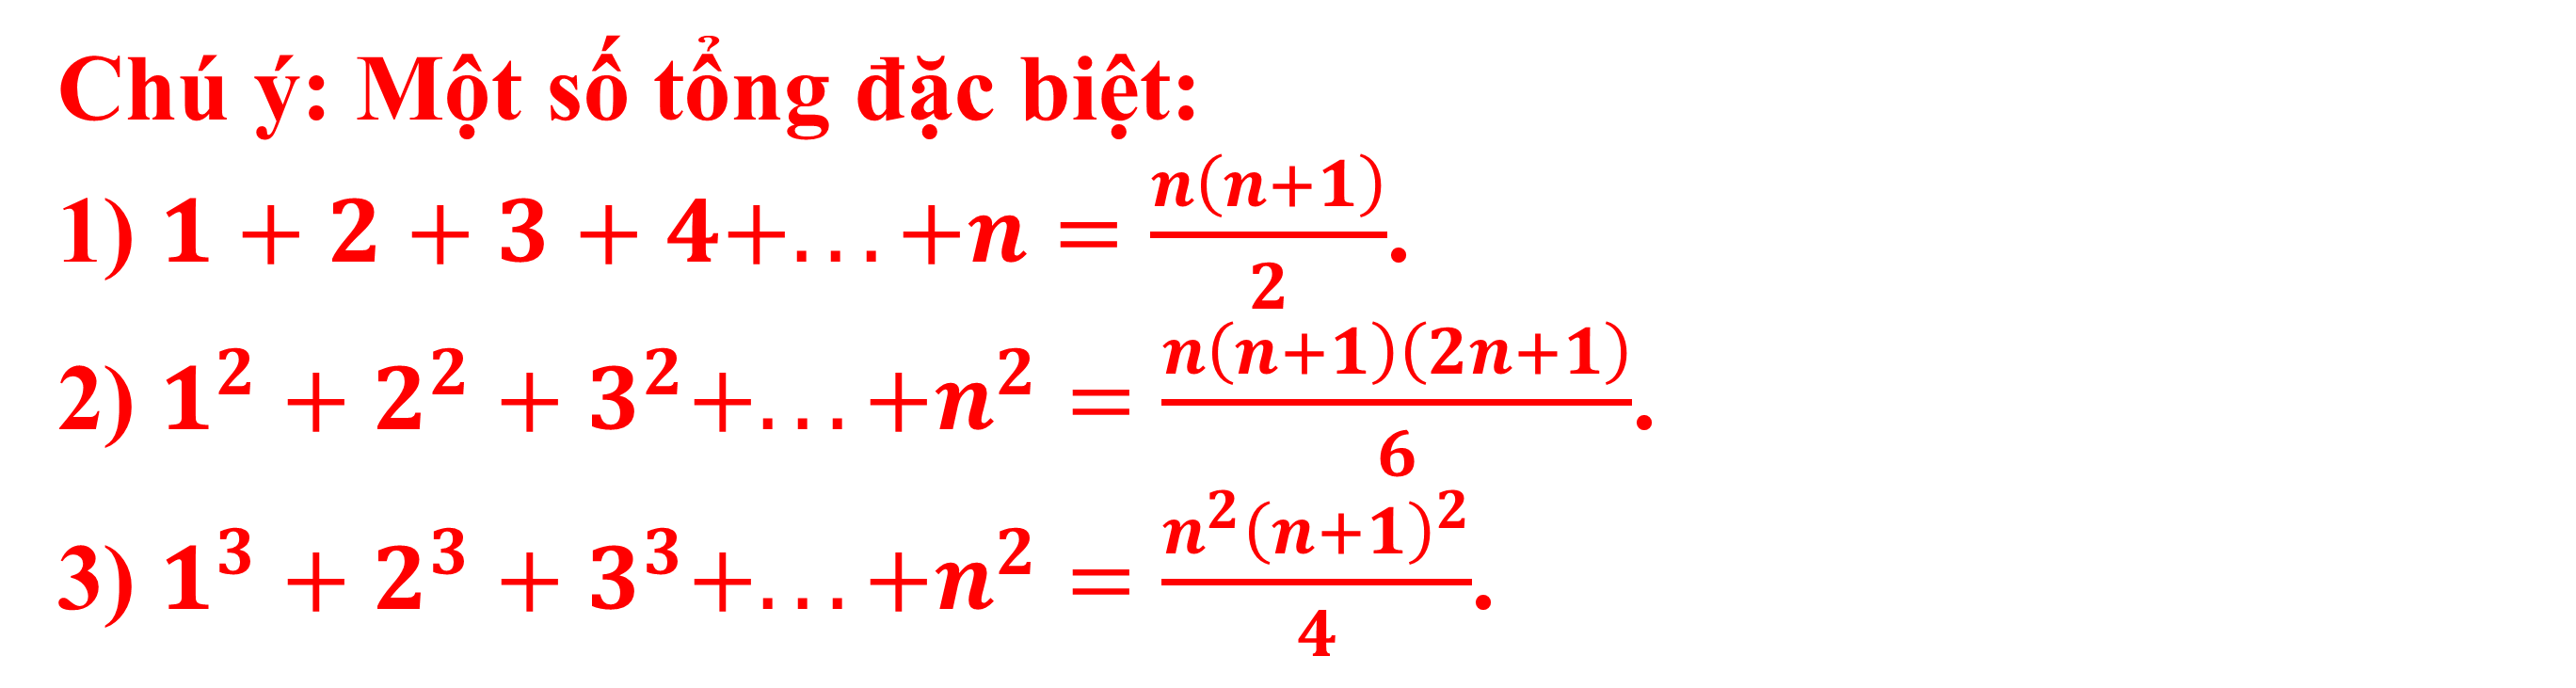 Chú ý: Một số tổng đặc biệt:
1) 1 + 2 + 3 + 4+. . . +n = n(n+1)/2.
2) 1² + 2² + 3²+. . . +n² = n(n+1)(2n+1)/6.
3) 1³ + 2³ + 3³+. . . +n² = n²(n+1)²/4.